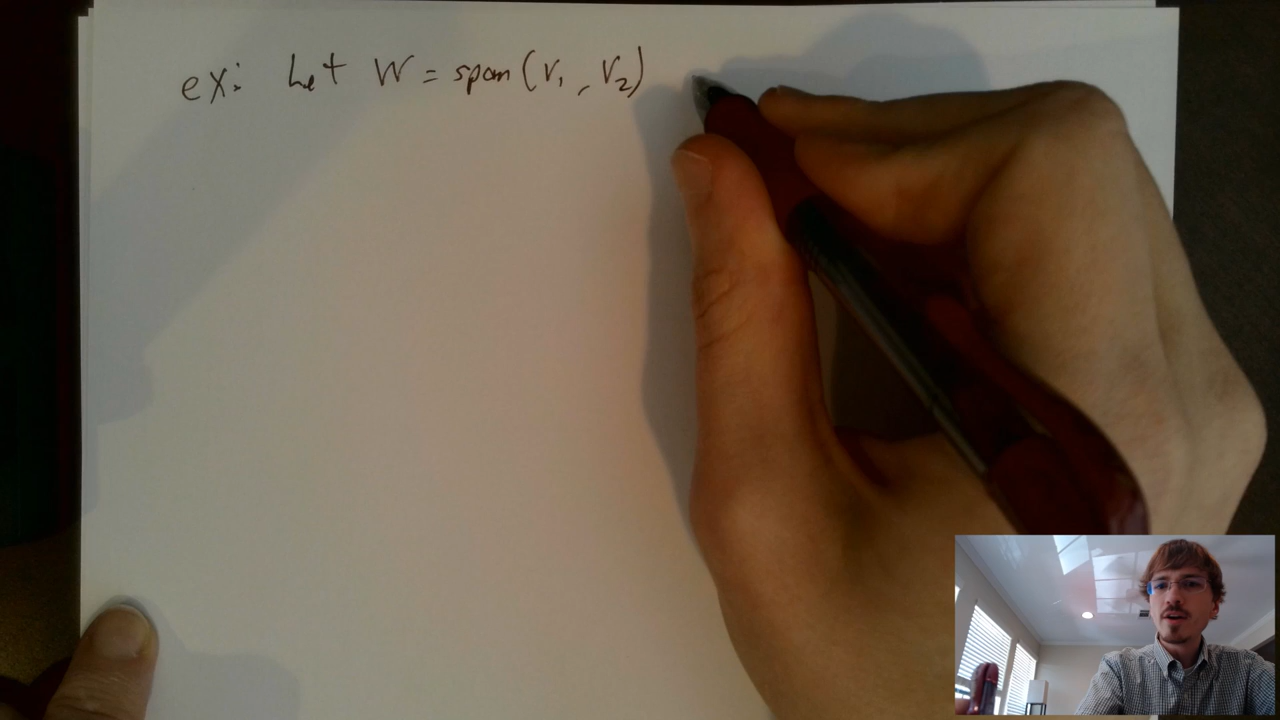 ex: Let W = span(v₁, v₂)